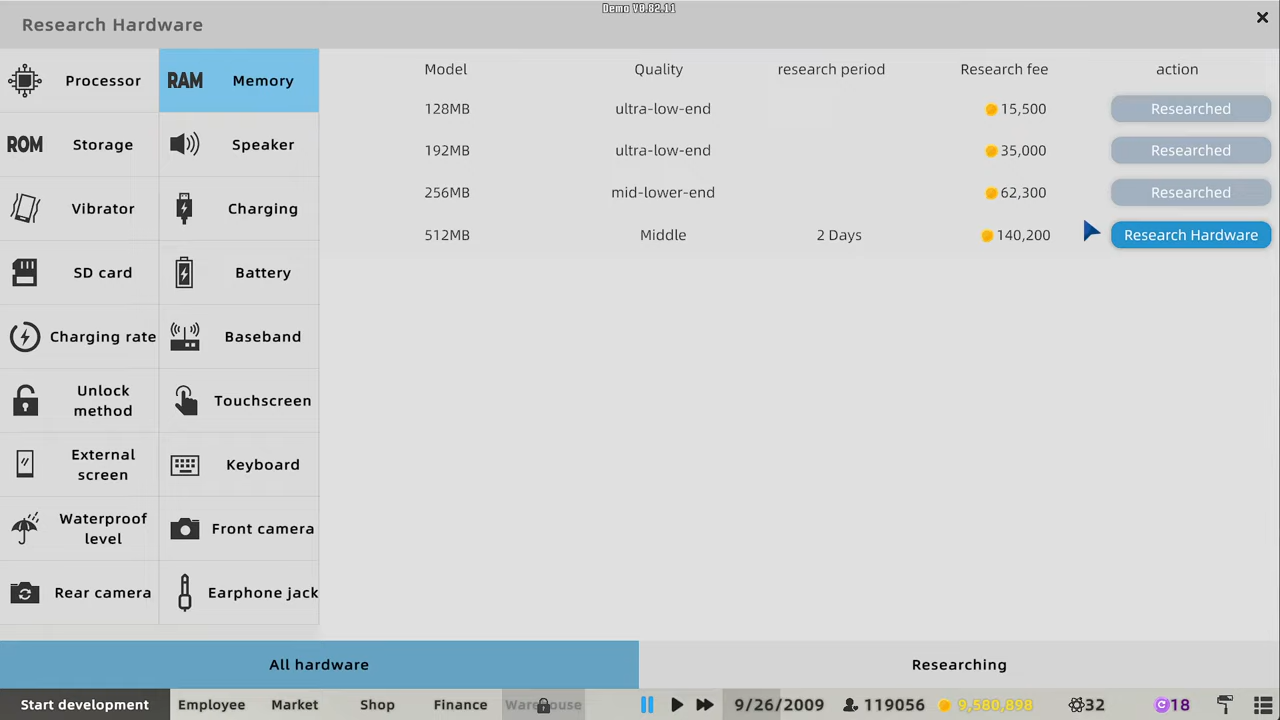 Demo V0.82.11
Research Hardware
Processor
RAM Memory
ROM Storage
Speaker
Vibrator
Charging
SD card
Battery
Charging rate
Baseband
Unlock method
Touchscreen
External screen
Keyboard
Waterproof level
Front camera
Rear camera
Earphone jack
Model Quality research period Research fee action
128MB ultra-low-end 15,500 Researched
192MB ultra-low-end 35,000 Researched
256MB mid-lower-end 62,300 Researched
512MB Middle 2 Days 140,200 Research Hardware
All hardware Researching
Start development Employee Market Shop Finance Warehouse 9/26/2009 119056 9,580,898 32 18